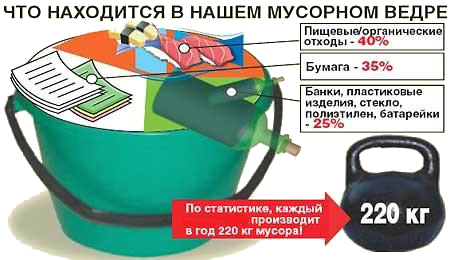 ЧТО НАХОДИТСЯ В НАШЕМ МУСОРНОМ ВЕДРЕ
Пищевые/органические
отходы - 40%
Бумага - 35%
Банки, пластиковые
изделия, стекло,
полиэтилен, батарейки
- 25%
По статистике, каждый
производит
в год 220 кг мусора!
220 кг